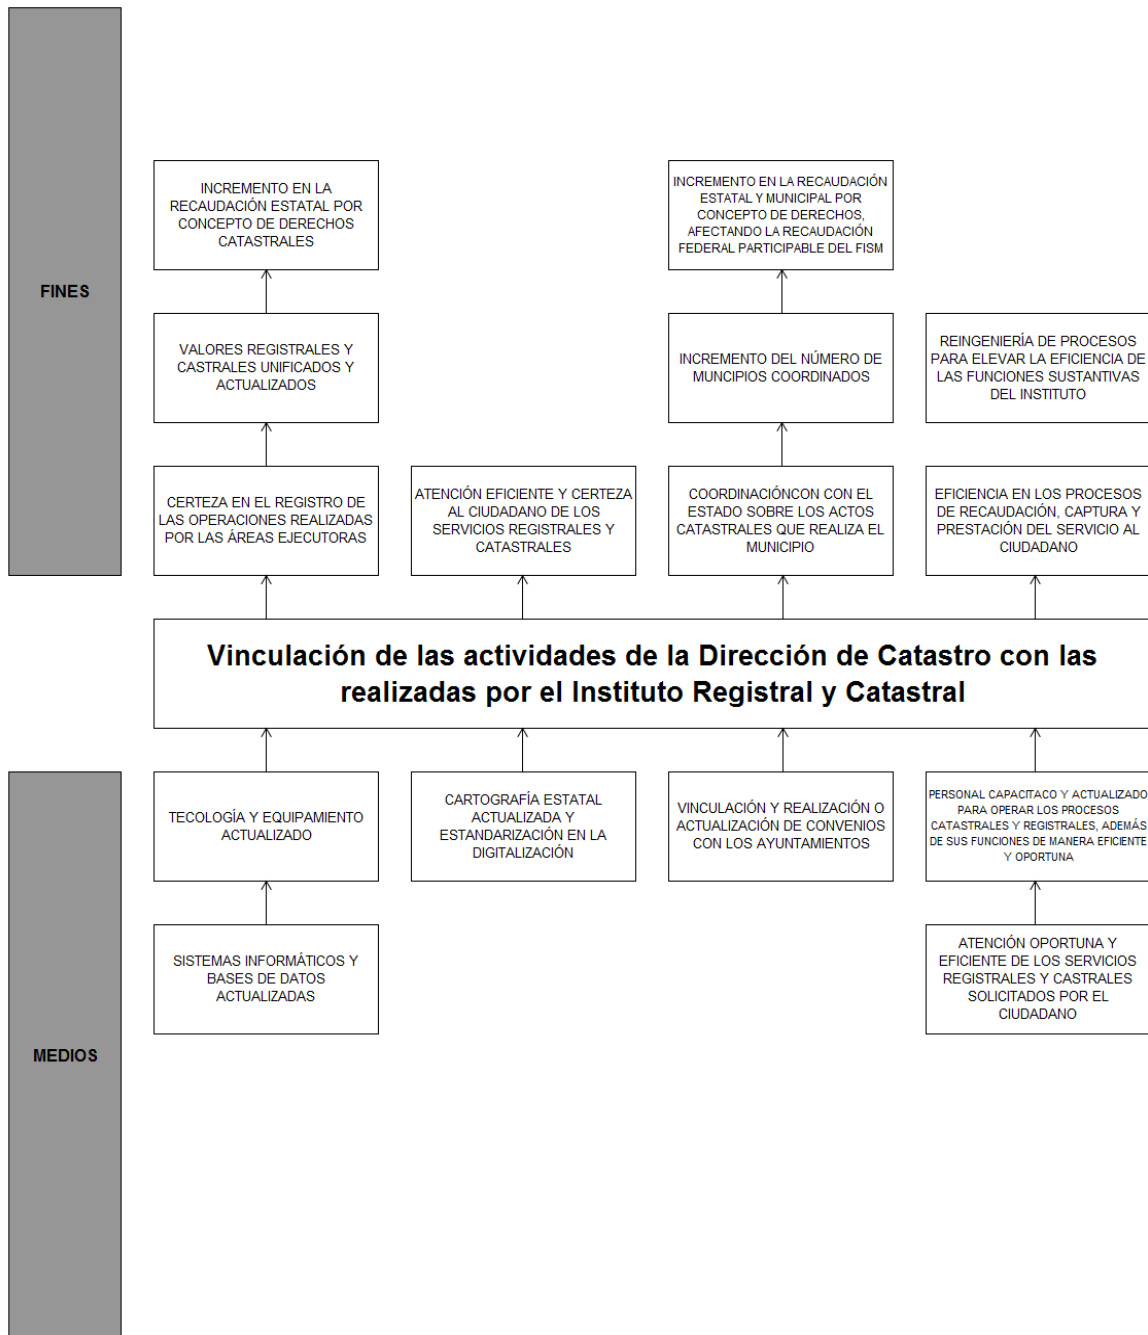 INCREMENTO EN LA
RECAUDACIÓN ESTATAL POR
CONCEPTO DE DERECHOS
CATASTRALES
INCREMENTO EN LA RECAUDACIÓN
ESTATAL Y MUNICIPAL POR
CONCEPTO DE DERECHOS,
AFECTANDO LA RECAUDACIÓN
FEDERAL PARTICIPABLE DEL FISM
FINES
VALORES REGISTRALES Y
CASTRALES UNIFICADOS Y
ACTUALIZADOS
INCREMENTO DEL NÚMERO DE
MUNCIPIOS COORDINADOS
REINGENIERÍA DE PROCESOS
PARA ELEVAR LA EFICIENCIA DE
LAS FUNCIONES SUSTANTIVAS
DEL INSTITUTO
CERTEZA EN EL REGISTRO DE
LAS OPERACIONES REALIZADAS
POR LAS ÁREAS EJECUTORAS
ATENCIÓN EFICIENTE Y CERTEZA
AL CIUDADANO DE LOS
SERVICIOS REGISTRALES Y
CATASTRALES
COORDINACIÓNCON CON EL
ESTADO SOBRE LOS ACTOS
CATASTRALES QUE REALIZA EL
MUNICIPIO
EFICIENCIA EN LOS PROCESOS
DE RECAUDACIÓN, CAPTURA Y
PRESTACIÓN DEL SERVICIO AL
CIUDADANO
Vinculación de las actividades de la Dirección de Catastro con las
realizadas por el Instituto Registral y Catastral
TECOLOGÍA Y EQUIPAMIENTO
ACTUALIZADO
CARTOGRAFÍA ESTATAL
ACTUALIZADA Y
ESTANDARIZACIÓN EN LA
DIGITALIZACIÓN
VINCULACIÓN Y REALIZACIÓN O
ACTUALIZACIÓN DE CONVENIOS
CON LOS AYUNTAMIENTOS
PERSONAL CAPACITACO Y ACTUALIZADO
PARA OPERAR LOS PROCESOS
CATASTRALES Y REGISTRALES, ADEMÁS
DE SUS FUNCIONES DE MANERA EFICIENTE
Y OPORTUNA
SISTEMAS INFORMÁTICOS Y
BASES DE DATOS
ACTUALIZADAS
ATENCIÓN OPORTUNA Y
EFICIENTE DE LOS SERVICIOS
REGISTRALES Y CASTRALES
SOLICITADOS POR EL
CIUDADANO
MEDIOS